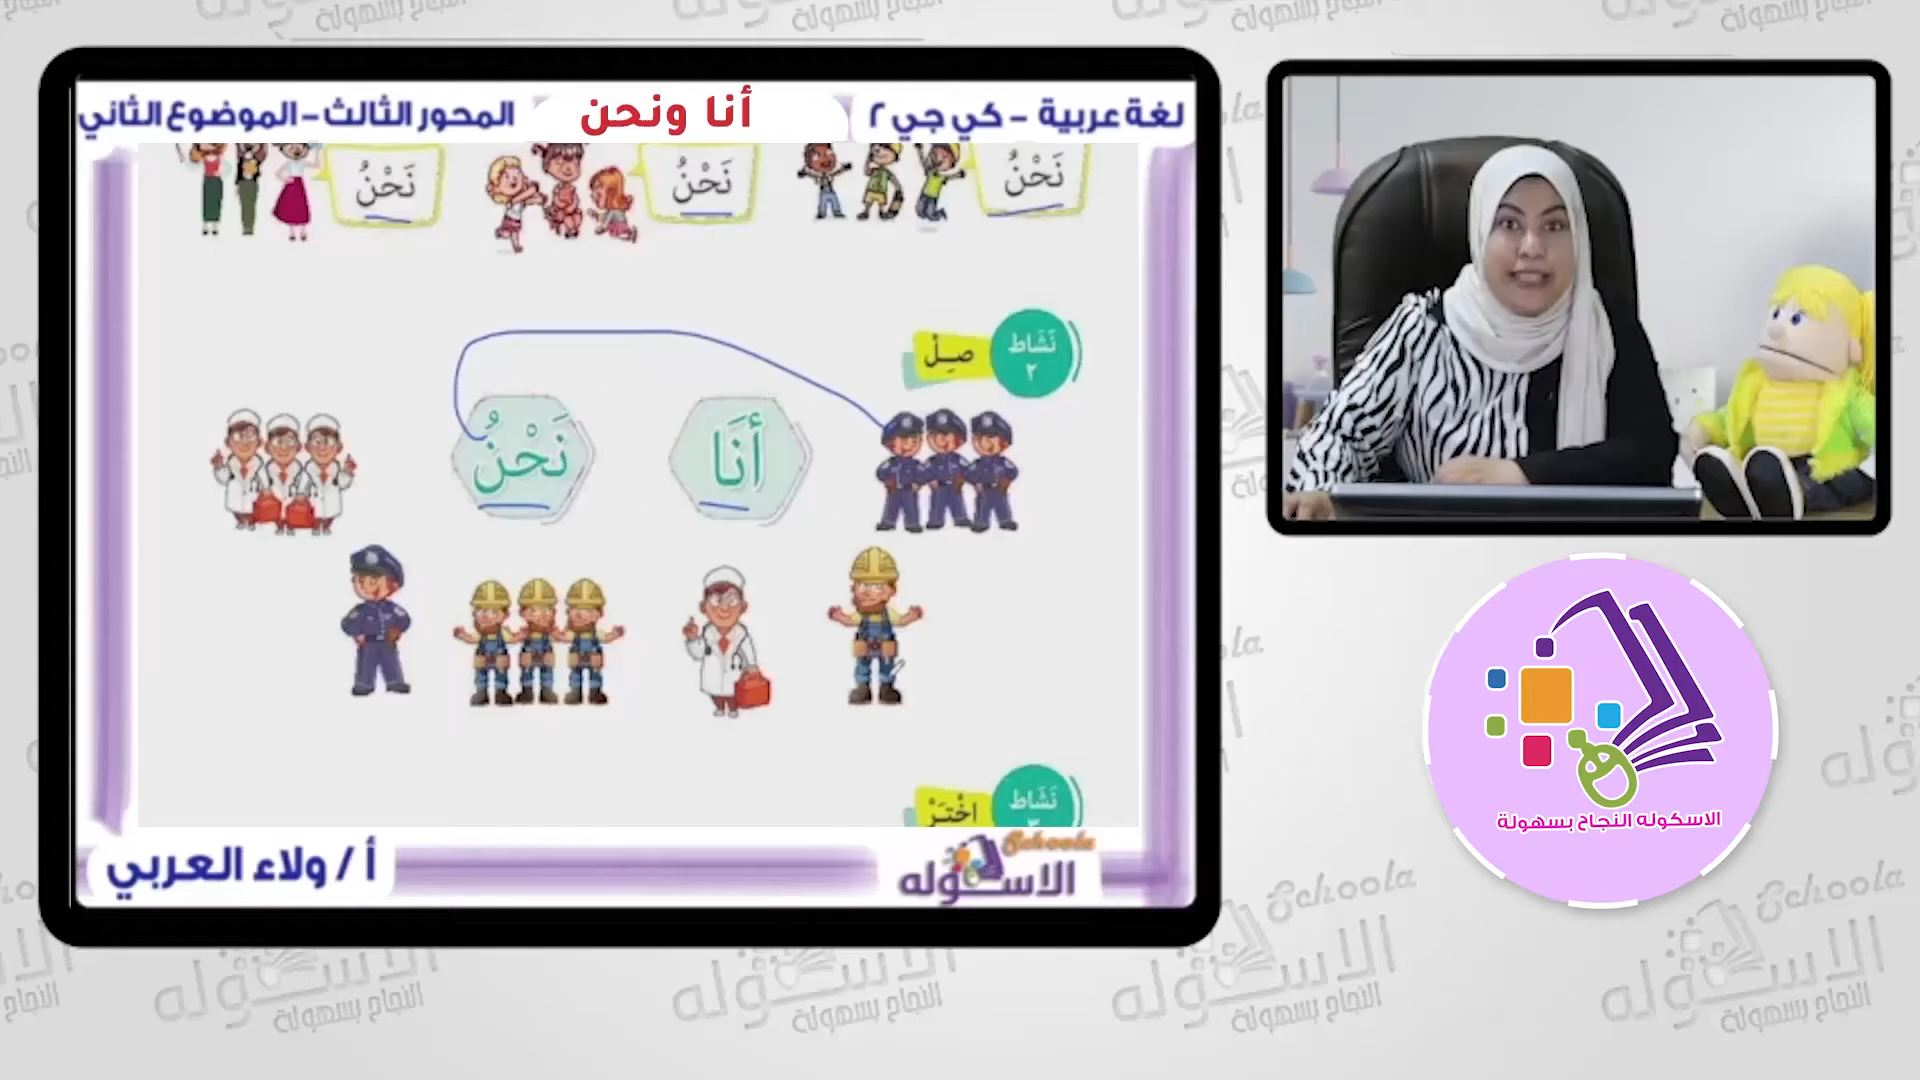 لغة عربية - كي جي ٢
أنا ونحن
المحور الثالث - الموضوع الثاني
نَحْنُ
نَحْنُ
نَحْنُ
نَشَاط ٢
صِلْ
أَنَا
نَحْنُ
نَشَاط
اخْتَرْ
أ / ولاء العربي
Schoola
الاسكوله
الاسكوله النجاح بسهولة